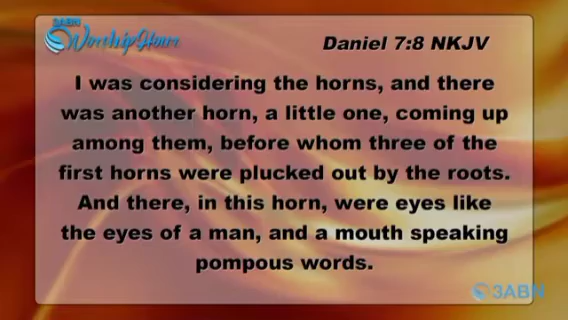 3ABN
Worship Hour
Daniel 7:8 NKJV
I was considering the horns, and there
was another horn, a little one, coming up
among them, before whom three of the
first horns were plucked out by the roots.
And there, in this horn, were eyes like
the eyes of a man, and a mouth speaking
pompous words.
3ABN